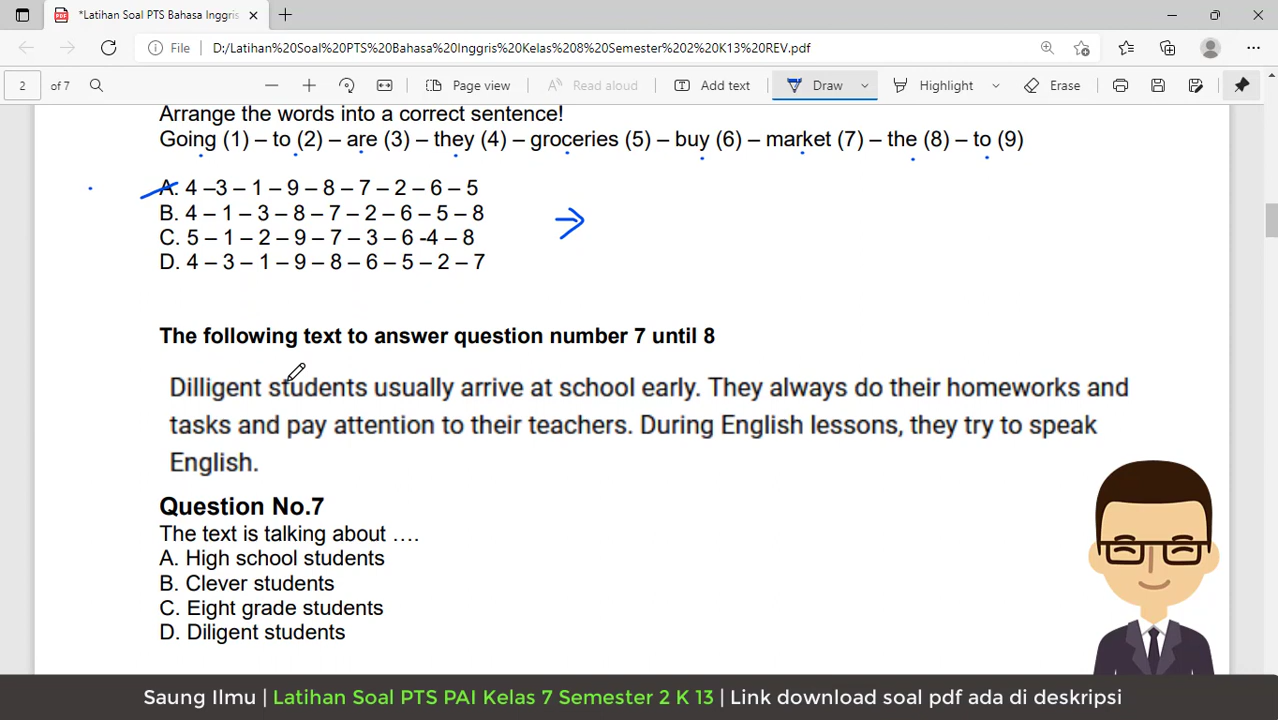 *Latihan Soal PTS Bahasa Inggris
File
D:/Latihan%20Soal%20PTS%20Bahasa%20Inggris%20Kelas%208%20Semester%202%20K13%20REV.pdf
2 of 7
Page view
Read aloud
Add text
Draw
Highlight
Erase
Arrange the words into a correct sentence!
Going (1) – to (2) – are (3) – they (4) – groceries (5) – buy (6) – market (7) – the (8) – to (9)
A. 4 –3 – 1 – 9 – 8 – 7 – 2 – 6 – 5
B. 4 – 1 – 3 – 8 – 7 – 2 – 6 – 5 – 8
C. 5 – 1 – 2 – 9 – 7 – 3 – 6 -4 – 8
D. 4 – 3 – 1 – 9 – 8 – 6 – 5 – 2 – 7
The following text to answer question number 7 until 8
Dilligent students usually arrive at school early. They always do their homeworks and
tasks and pay attention to their teachers. During English lessons, they try to speak
English.
Question No.7
The text is talking about ….
A. High school students
B. Clever students
C. Eight grade students
D. Diligent students
Saung Ilmu | Latihan Soal PTS PAI Kelas 7 Semester 2 K 13 | Link download soal pdf ada di deskripsi